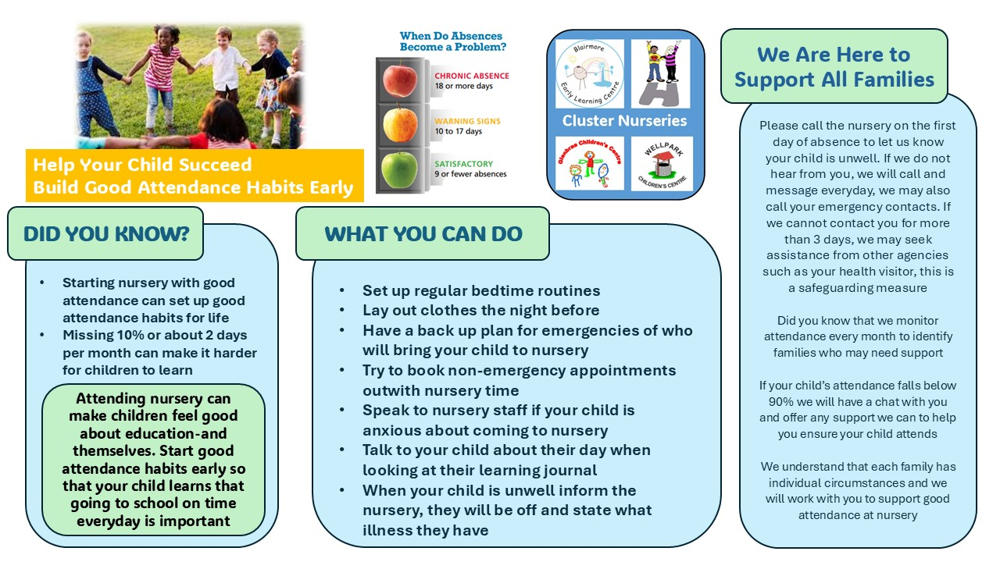 Help Your Child Succeed
Build Good Attendance Habits Early
When Do Absences
Become a Problem?
CHRONIC ABSENCE
18 or more days
WARNING SIGNS
10 to 17 days
SATISFACTORY
9 or fewer absences
Blairmore
Early Learning Centre
Cluster Nurseries
Glenbrae Children's Centre
WELLPARK
CHILDREN'S CENTRE
We Are Here to
Support All Families
Please call the nursery on the first
day of absence to let us know
your child is unwell. If we do not
hear from you, we will call and
message everyday, we may also
call your emergency contacts. If
we cannot contact you for more
than 3 days, we may seek
assistance from other agencies
such as your health visitor, this is
a safeguarding measure
Did you know that we monitor
attendance every month to identify
families who may need support
If your child's attendance falls below
90% we will have a chat with you
and offer any support we can to help
you ensure your child attends
We understand that each family has
individual circumstances and we
will work with you to support good
attendance at nursery
DID YOU KNOW?
• Starting nursery with good
attendance can set up good
attendance habits for life
• Missing 10% or about 2 days
per month can make it harder
for children to learn
Attending nursery can
make children feel good
about education-and
themselves. Start good
attendance habits early so
that your child learns that
going to school on time
everyday is important
WHAT YOU CAN DO
• Set up regular bedtime routines
• Lay out clothes the night before
• Have a back up plan for emergencies of who
will bring your child to nursery
• Try to book non-emergency appointments
outwith nursery time
• Speak to nursery staff if your child is
anxious about coming to nursery
• Talk to your child about their day when
looking at their learning journal
• When your child is unwell inform the
nursery, they will be off and state what
illness they have